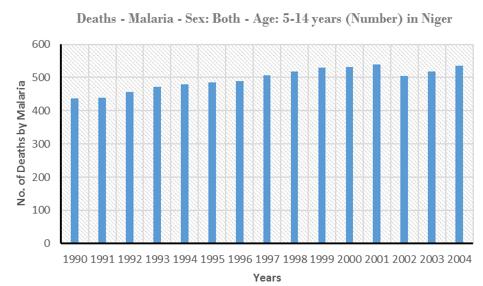 Deaths - Malaria - Sex: Both - Age: 5-14 years (Number) in Niger
600
500
400
300
200
100
0
No. of Deaths by Malaria
1990 1991 1992 1993 1994 1995 1996 1997 1998 1999 2000 2001 2002 2003 2004
Years